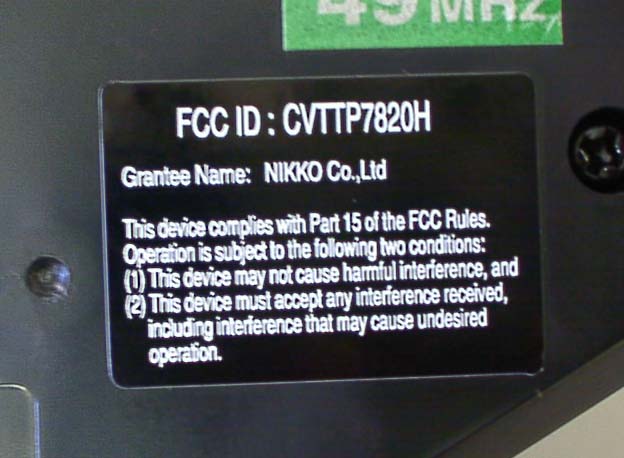 49 MHz
FCC ID : CVTTP7820H
Grantee Name: NIKKO Co.,Ltd
This device complies with Part 15 of the FCC Rules.
Operation is subject to the following two conditions:
(1) This device may not cause harmful interference, and
(2) This device must accept any interference received,
including interference that may cause undesired
operation.